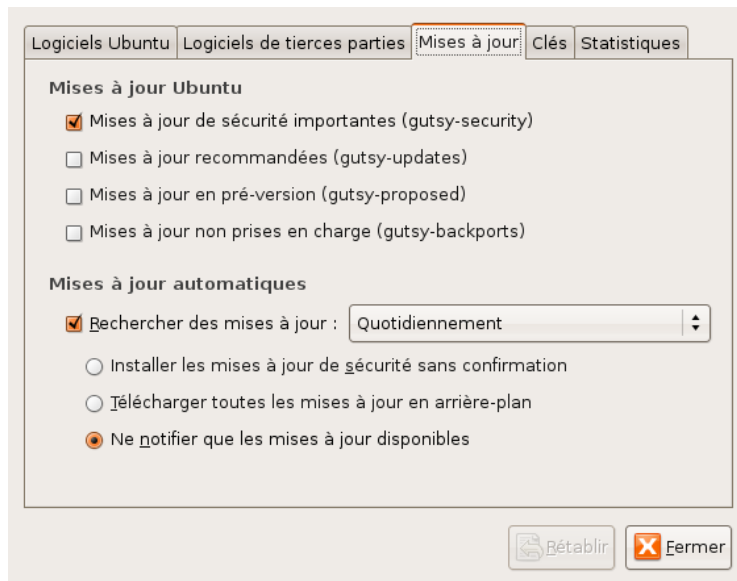 Logiciels Ubuntu Logiciels de tierces parties Mises à jour Clés Statistiques
Mises à jour Ubuntu
Mises à jour de sécurité importantes (gutsy-security)
Mises à jour recommandées (gutsy-updates)
Mises à jour en pré-version (gutsy-proposed)
Mises à jour non prises en charge (gutsy-backports)
Mises à jour automatiques
Rechercher des mises à jour : Quotidiennement
Installer les mises à jour de sécurité sans confirmation
Télécharger toutes les mises à jour en arrière-plan
Ne notifier que les mises à jour disponibles
Rétablir Fermer